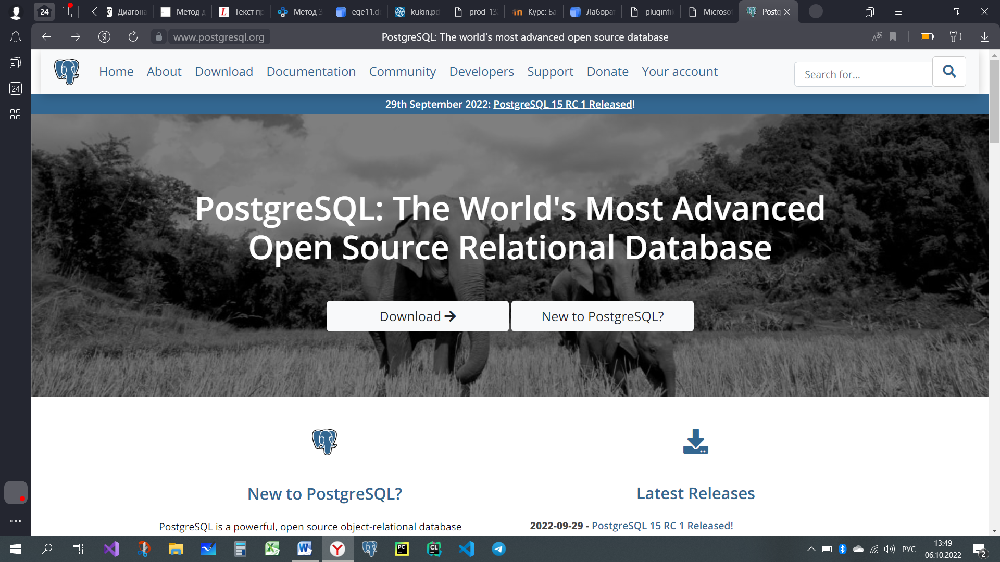 24
Диагона
Метод д
Текст пр
Метод З
ege11.do
kukin.pd
prod-13
Курс: Ба
Лаборат
pluginfil
Microsof
Postg
www.postgresql.org
PostgreSQL: The world's most advanced open source database
24
Home About Download Documentation Community Developers Support Donate Your account
Search for...
29th September 2022: PostgreSQL 15 RC 1 Released!
PostgreSQL: The World's Most Advanced
Open Source Relational Database
Download
New to PostgreSQL?
New to PostgreSQL?
PostgreSQL is a powerful, open source object-relational database
Latest Releases
2022-09-29 - PostgreSQL 15 RC 1 Released!
PC
CL
РУС
13:49
06.10.2022
2